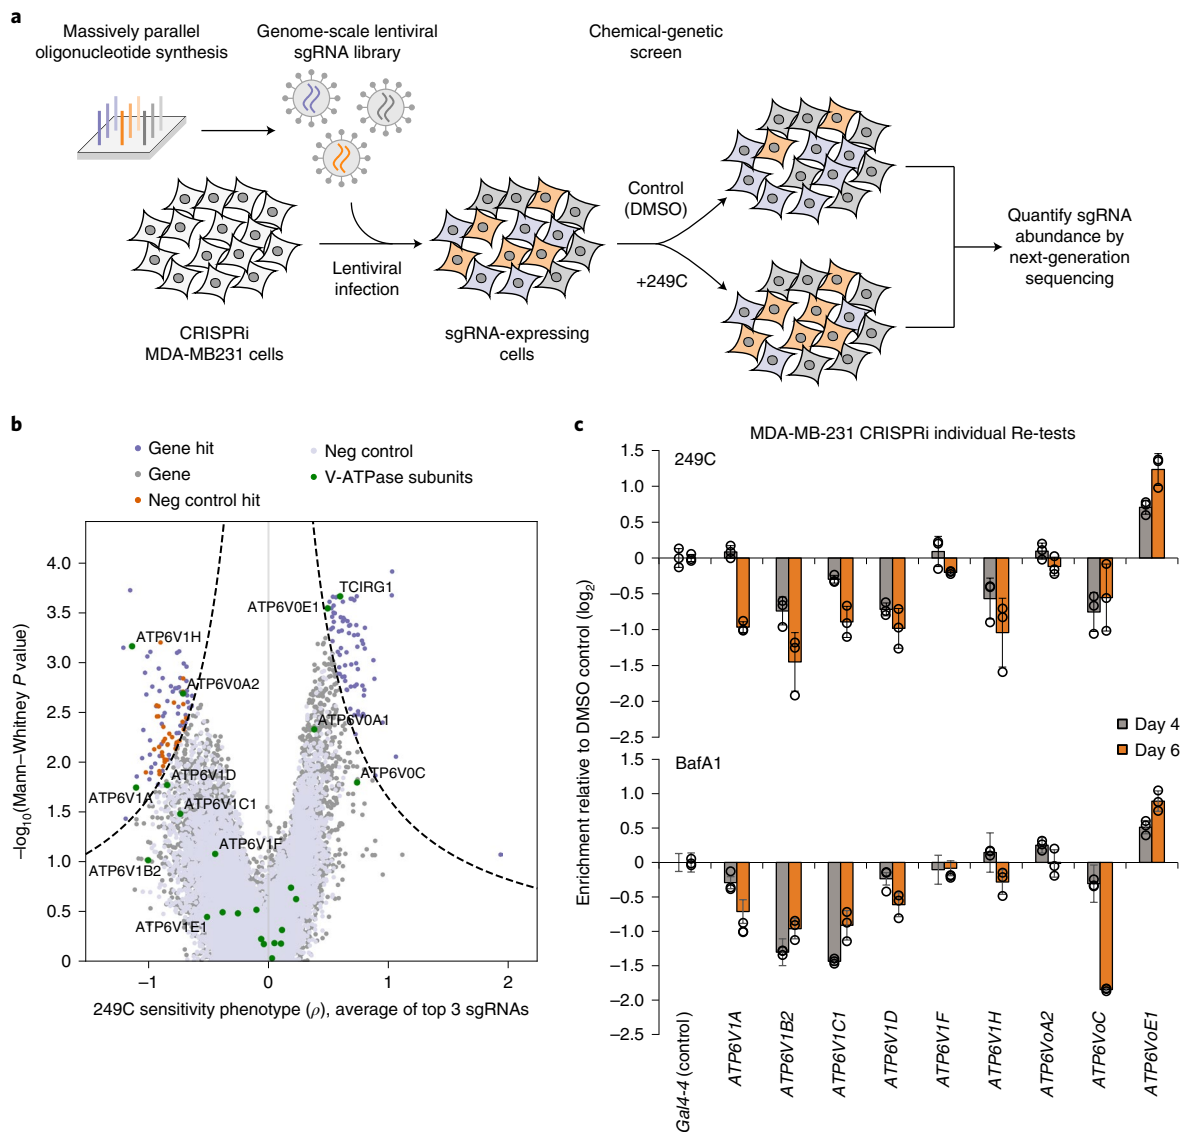 a
Massively parallel
oligonucleotide synthesis
Genome-scale lentiviral
sgRNA library
Chemical-genetic
screen
Control
(DMSO)
+249C
Lentiviral
infection
Quantify sgRNA
abundance by
next-generation
sequencing
CRISPRi
MDA-MB231 cells
sgRNA-expressing
cells
b
Gene hit
Gene
Neg control hit
Neg control
V-ATPase subunits
–log10(Mann–Whitney P value)
4.0
3.5
3.0
2.5
2.0
1.5
1.0
0.5
0
TCIRG1
ATP6V0E1
ATP6V1H
ATP6V0A2
ATP6V0A1
ATP6V1D
ATP6V0C
ATP6V1A
ATP6V1C1
ATP6V1F
ATP6V1B2
ATP6V1E1
–1
0
1
2
249C sensitivity phenotype (ρ), average of top 3 sgRNAs
c
MDA-MB-231 CRISPRi individual Re-tests
Enrichment relative to DMSO control (log2)
249C
1.5
1.0
0.5
0
–0.5
–1.0
–1.5
–2.0
–2.5
Day 4
Day 6
BafA1
1.5
1.0
0.5
0
–0.5
–1.0
–1.5
–2.0
–2.5
Gal4-4 (control)
ATP6V1A
ATP6V1B2
ATP6V1C1
ATP6V1D
ATP6V1F
ATP6V1H
ATP6VoA2
ATP6VoC
ATP6VoE1